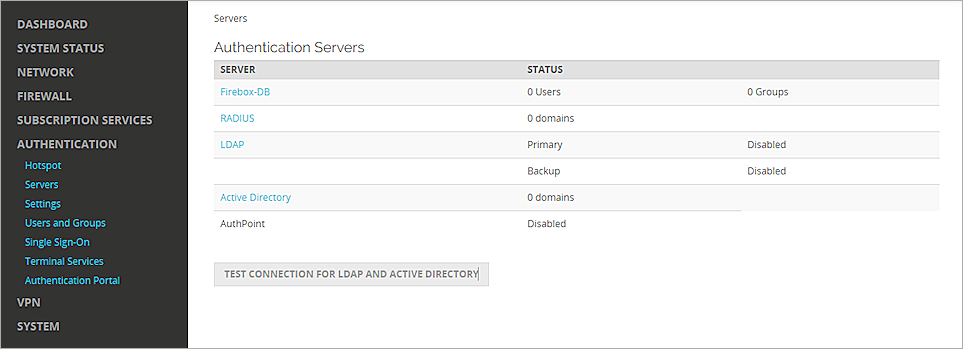 DASHBOARD
SYSTEM STATUS
NETWORK
FIREWALL
SUBSCRIPTION SERVICES
AUTHENTICATION
Hotspot
Servers
Settings
Users and Groups
Single Sign-On
Terminal Services
Authentication Portal
VPN
SYSTEM
Servers
Authentication Servers
SERVER STATUS
Firebox-DB 0 Users 0 Groups
RADIUS 0 domains
LDAP Primary Disabled
Backup Disabled
Active Directory 0 domains
AuthPoint Disabled
TEST CONNECTION FOR LDAP AND ACTIVE DIRECTORY